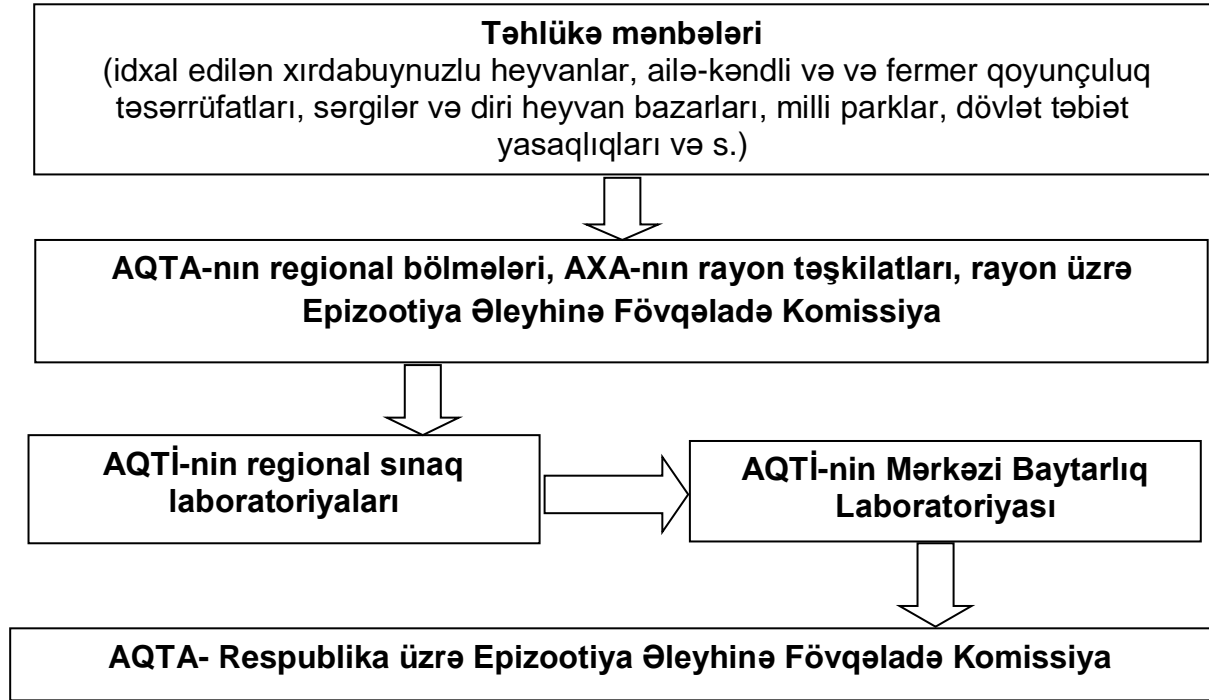 Təhlükə mənbələri
(idxal edilən xırdabuynuzlu heyvanlar, ailə-kəndli və və fermer qoyunçuluq
təsərrüfatları, sərgilər və diri heyvan bazarları, milli parklar, dövlət təbiət
yasaqlıqları və s.)
AQTA-nın regional bölmələri, AXA-nın rayon təşkilatları, rayon üzrə
Epizootiya Əleyhinə Fövqəladə Komissiya
AQTİ-nin regional sınaq
laboratoriyaları
AQTİ-nin Mərkəzi Baytarlıq
Laboratoriyası
AQTA- Respublika üzrə Epizootiya Əleyhinə Fövqəladə Komissiya